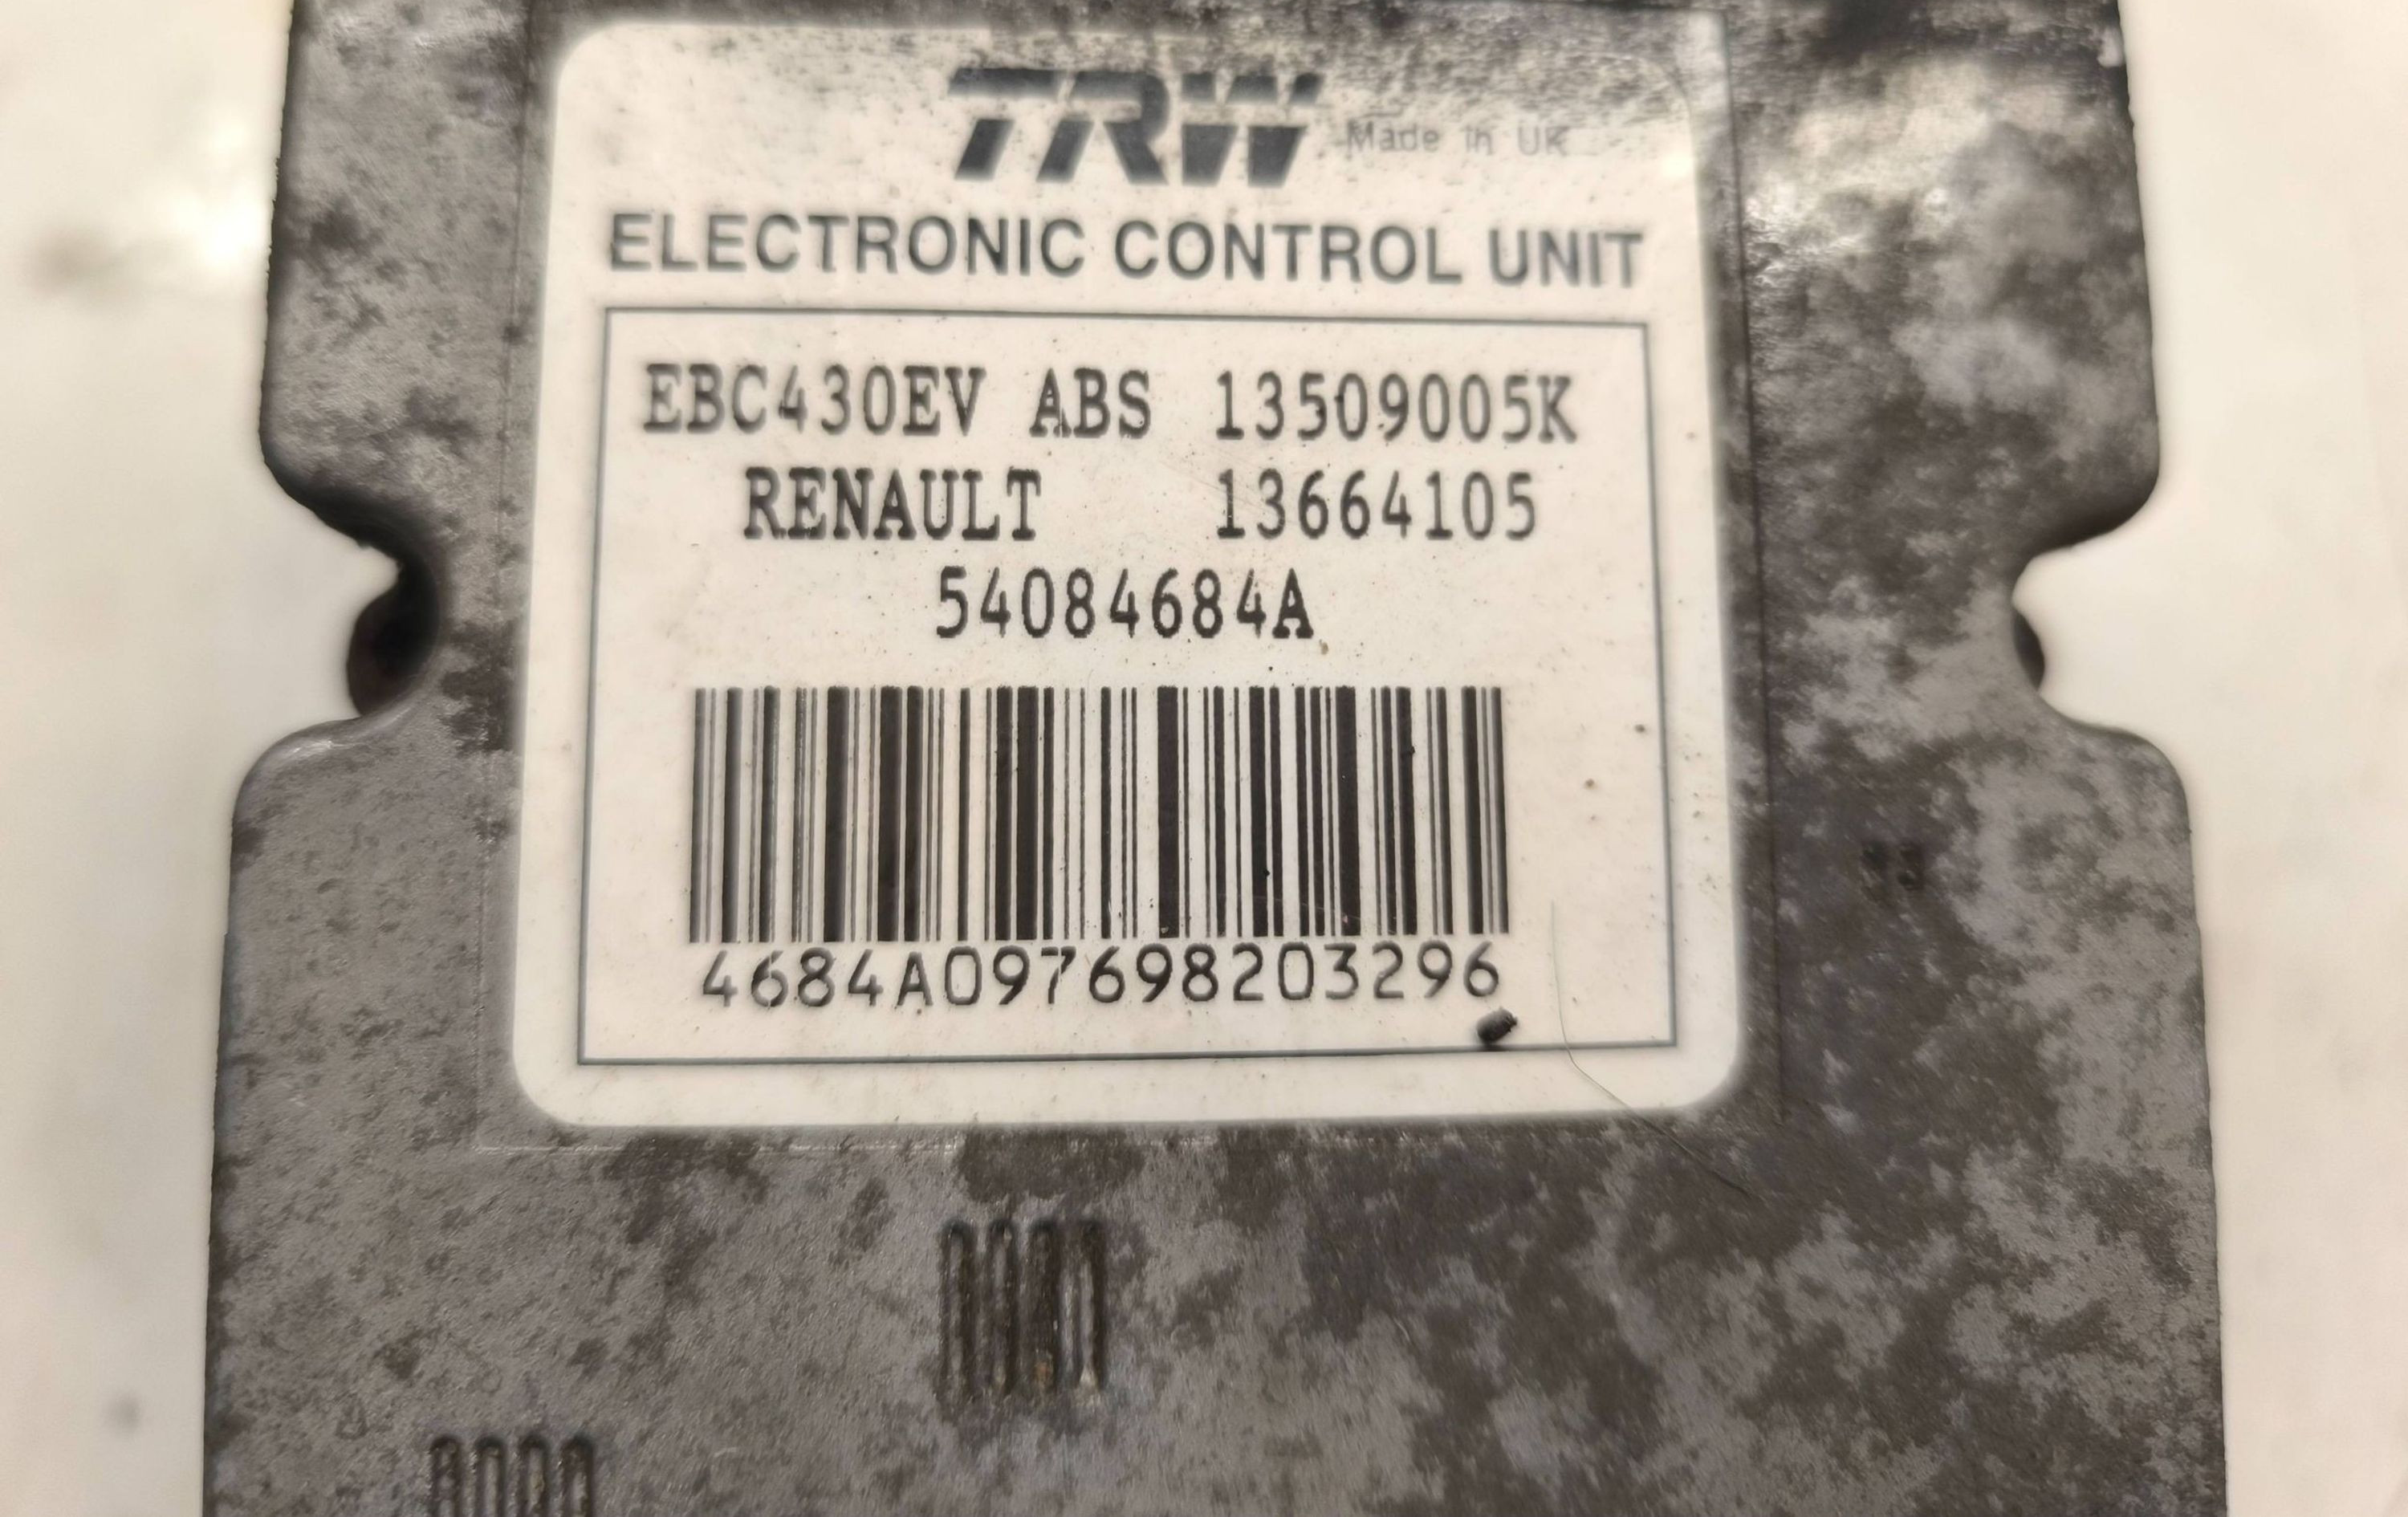 TRW Made in UK
ELECTRONIC CONTROL UNIT
EBC430EV ABS 13509005K
RENAULT 13664105
54084684A
4684A097698203296